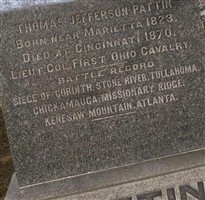 THOMAS JEFFERSON PATTIN
BORN NEAR MARIETTA 1823.
DIED AT CINCINNATI 1870.
LIEUT. COL. FIRST OHIO CAVALRY.
BATTLE RECORD
SIEGE OF CORINTH, STONE RIVER, TULLAHOMA,
CHICKAMAUGA, MISSIONARY RIDGE,
KENESAW MOUNTAIN, ATLANTA.
PATTIN